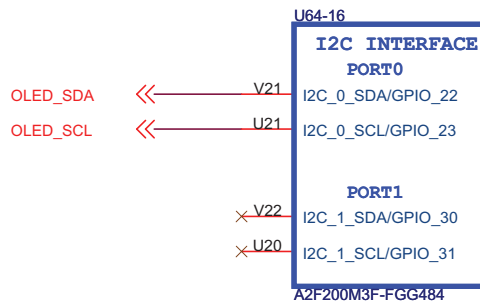 U64-16
I2C INTERFACE
PORT0
OLED_SDA V21 I2C_0_SDA/GPIO_22
OLED_SCL U21 I2C_0_SCL/GPIO_23
PORT1
V22 I2C_1_SDA/GPIO_30
U20 I2C_1_SCL/GPIO_31
A2F200M3F-FGG484